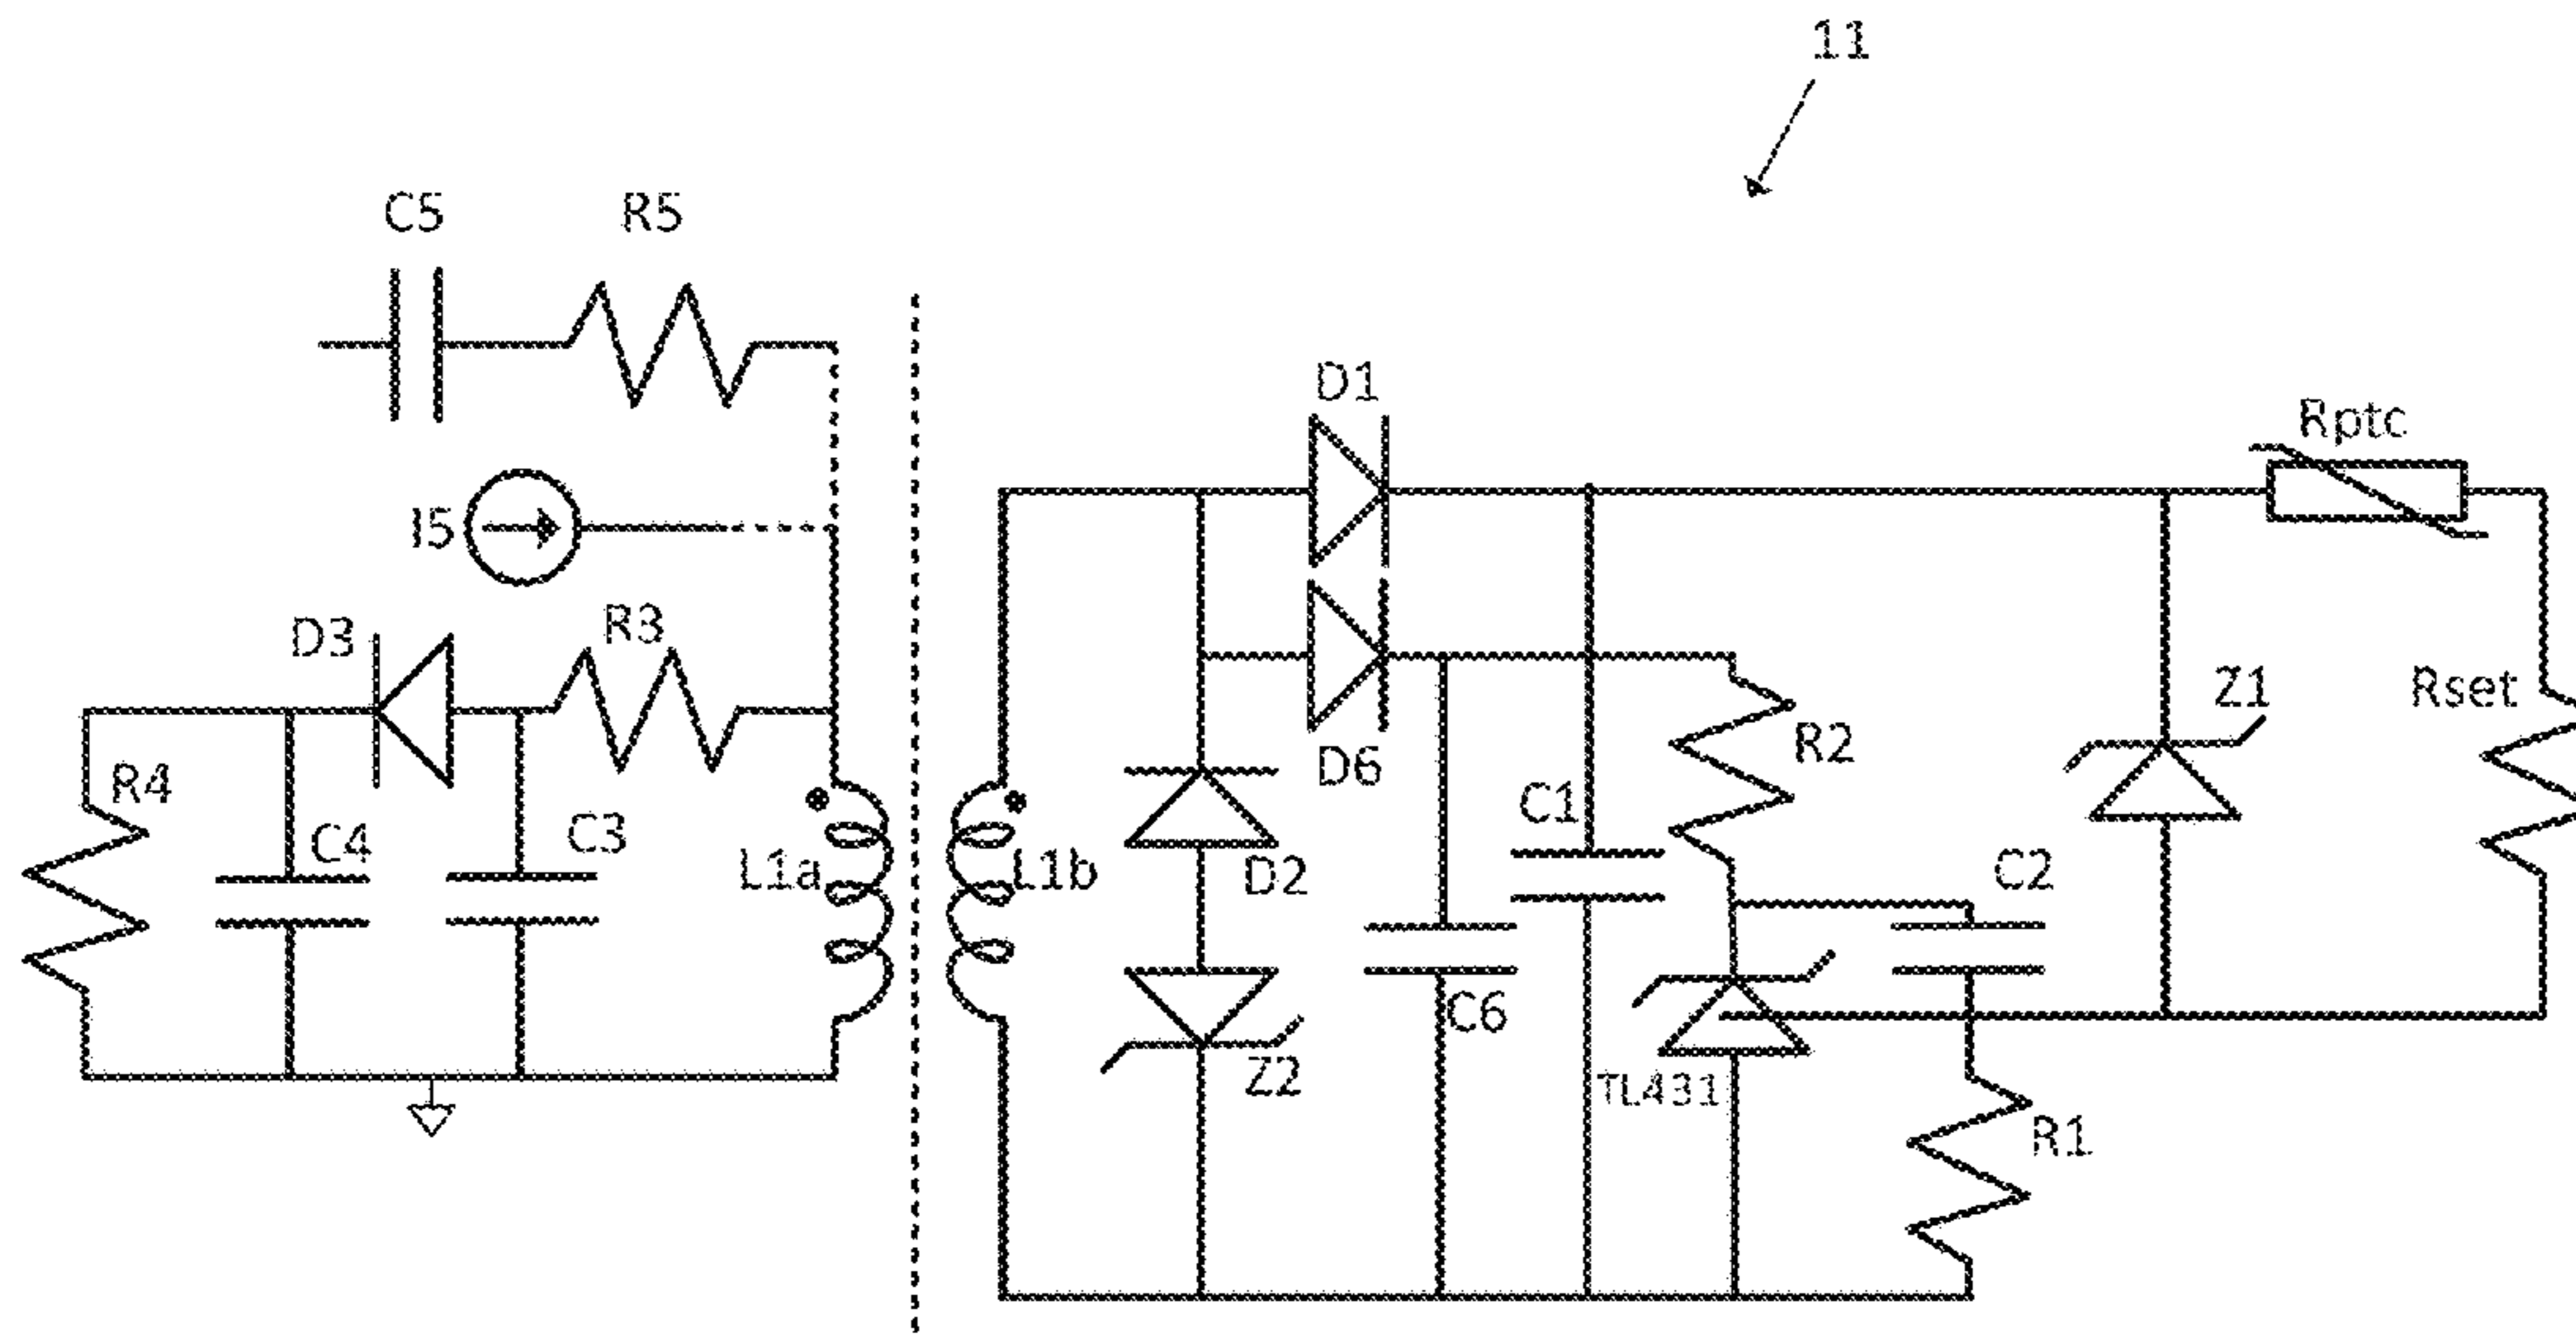 11
C5
R5
D1
Rptc
I5
D3
R3
Z1
Rset
R2
D6
R4
C4
C3
L1a
L1b
D2
C1
C2
C6
Z2
TL431
R1